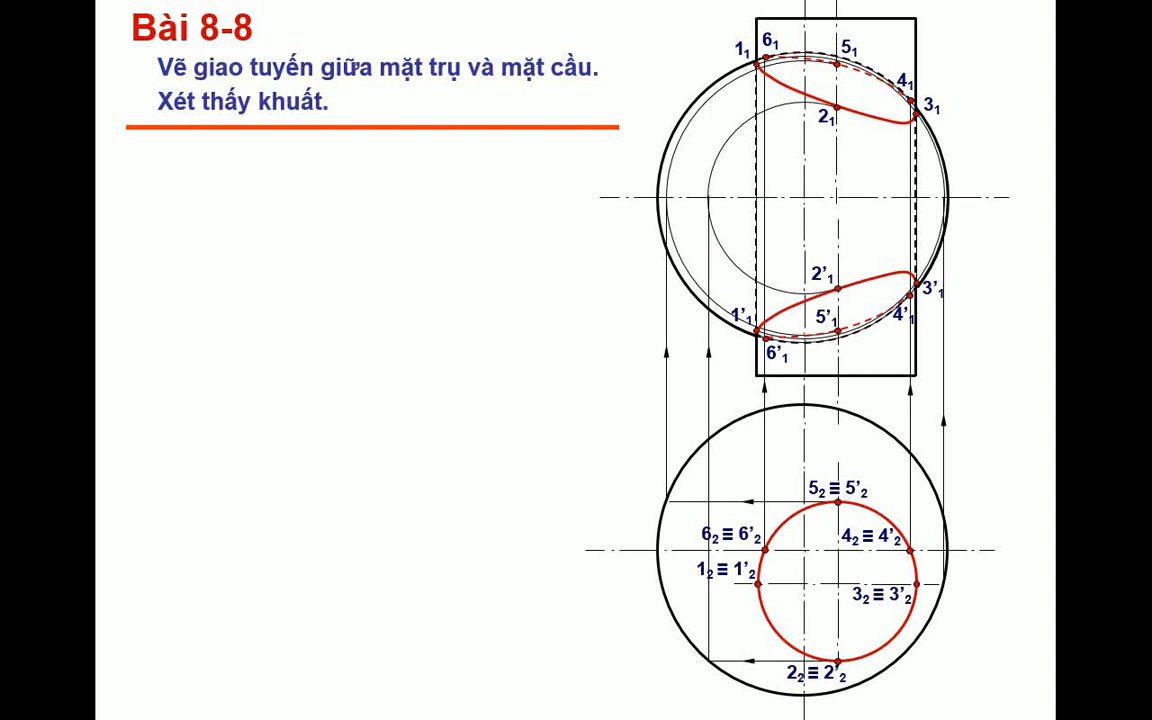 Bài 8-8
Vẽ giao tuyến giữa mặt trụ và mặt cầu.
Xét thấy khuất.
1₁ 6₁ 5₁
4₁ 3₁
2₁
2’₁
3’₁
1’₁ 5’₁ 4’₁
6’₁
5₂ ≡ 5’₂
6₂ ≡ 6’₂ 4₂ ≡ 4’₂
1₂ ≡ 1’₂
3₂ ≡ 3’₂
2₂ ≡ 2’₂